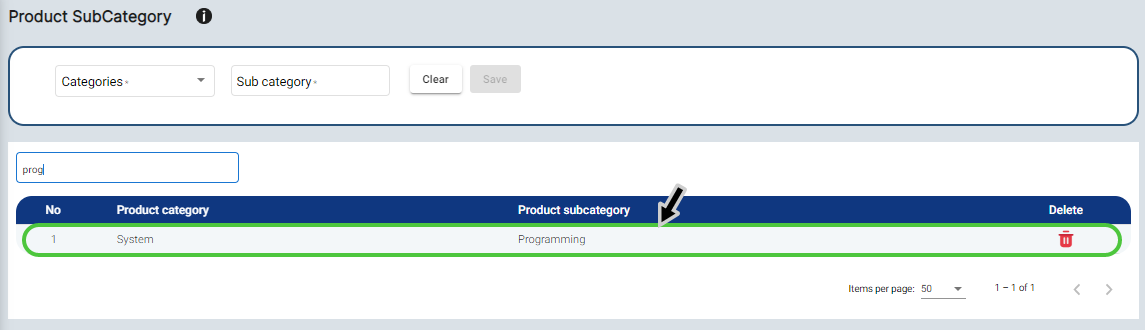 Product SubCategory i
Categories * Sub category * Clear Save
prog
No Product category Product subcategory Delete
1 System Programming
Items per page: 50 1 – 1 of 1